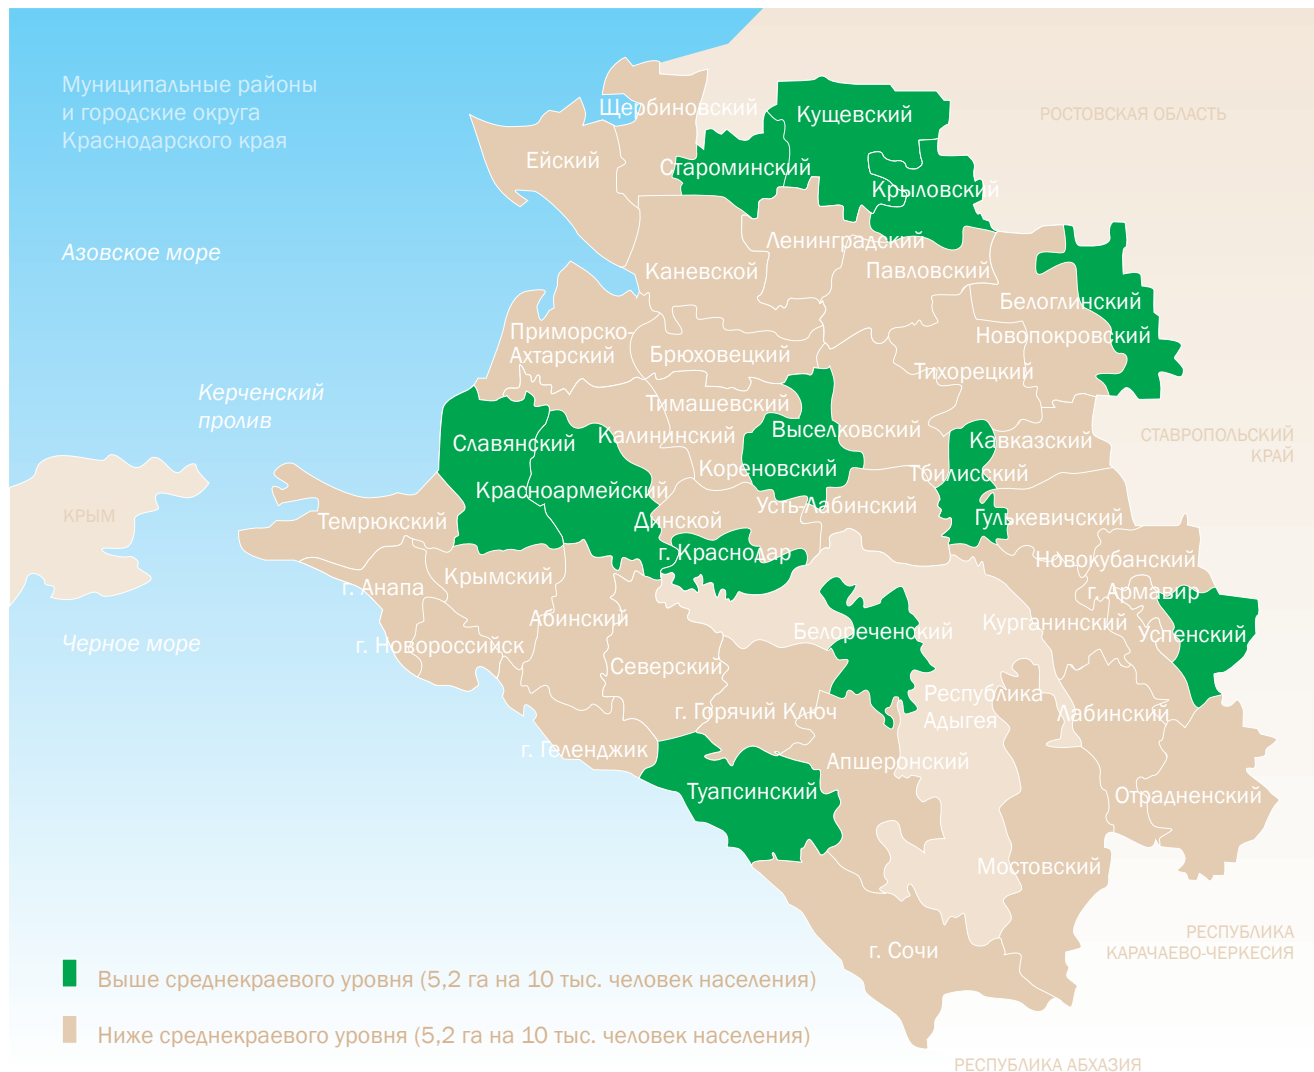 Муниципальные районы
и городские округа
Краснодарского края
Щербиновский
Кущевский
РОСТОВСКАЯ ОБЛАСТЬ
Ейский
Староминский
Крыловский
Азовское море
Ленинградский
Каневской
Павловский
Белоглинский
Приморско-
Ахтарский
Новопокровский
Брюховецкий
Тихорецкий
Керченский
пролив
Тимашевский
Славянский
Калининский
Выселковский
Кавказский
СТАВРОПОЛЬСКИЙ
КРАЙ
Кореновский
Тбилисский
Красноармейский
Усть-Лабинский
КРЫМ
Темрюкский
Динской
Гулькевичский
г. Краснодар
Новокубанский
г. Анапа
Крымский
г. Армавир
Абинский
Белореченский
Курганинский
Успенский
Черное море
г. Новороссийск
Северский
Республика
Адыгея
г. Горячий Ключ
Лабинский
г. Геленджик
Апшеронский
Туапсинский
Отрадненский
Мостовский
г. Сочи
РЕСПУБЛИКА
КАРАЧАЕВО-ЧЕРКЕСИЯ
Выше среднекраевого уровня (5,2 га на 10 тыс. человек населения)
Ниже среднекраевого уровня (5,2 га на 10 тыс. человек населения)
РЕСПУБЛИКА АБХАЗИЯ